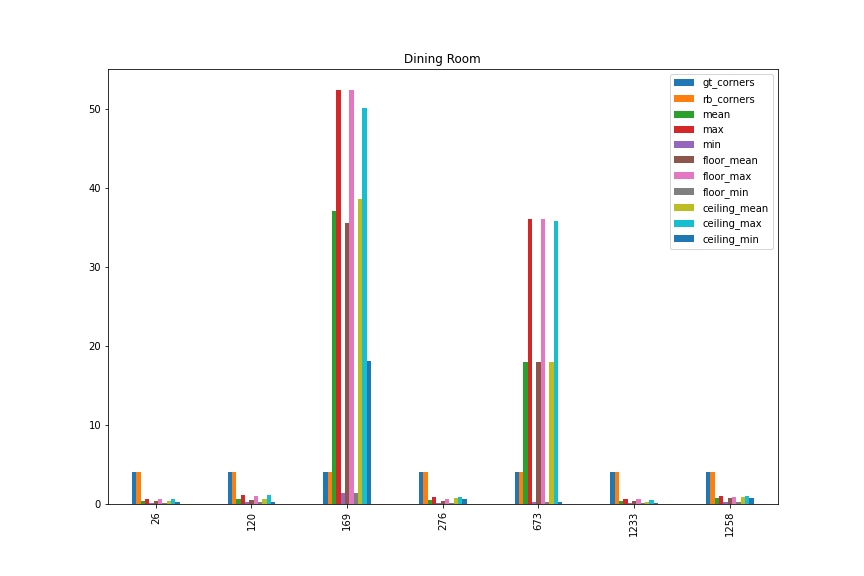 Dining Room
50
40
30
20
10
0
26 120 169 276 673 1233 1258
gt_corners
rb_corners
mean
max
min
floor_mean
floor_max
floor_min
ceiling_mean
ceiling_max
ceiling_min